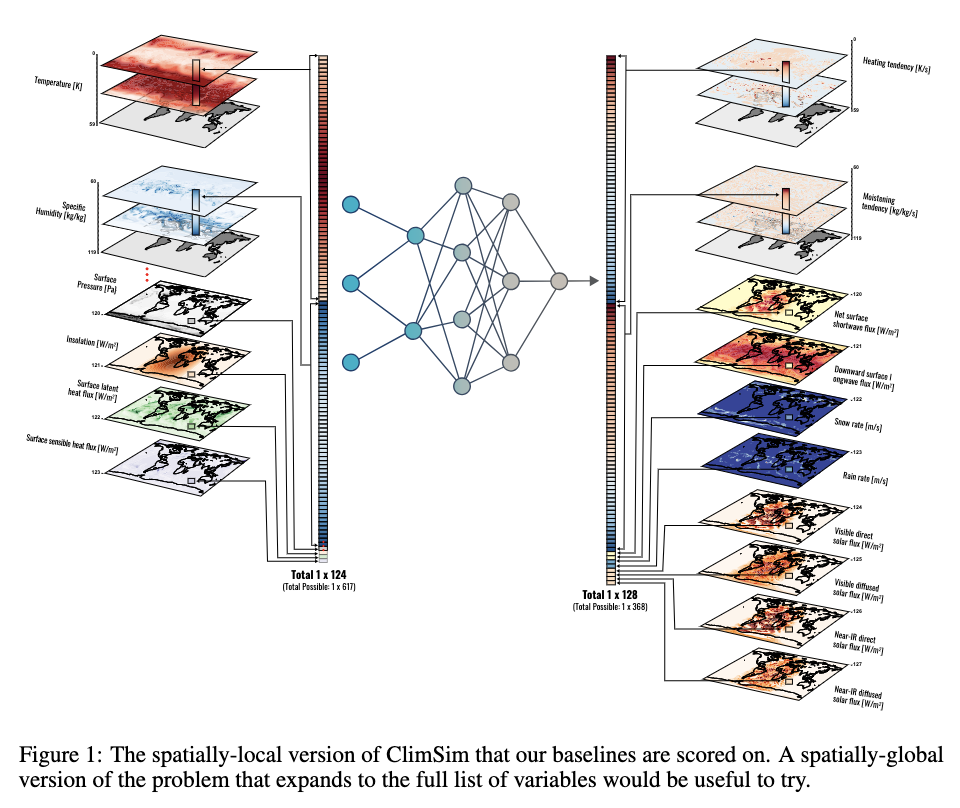 0
Temperature [K]
59
60
Specific
Humidity [kg/kg]
119
Surface
Pressure [Pa]
120
Insolation [W/m²]
121
Surface latent
heat flux [W/m²]
122
Surface sensible heat flux [W/m²]
123
Total 1 x 124
(Total Possible: 1 x 617)
0
Heating tendency [K/s]
59
60
Moistening
tendency [kg/kg/s]
119
120
Net surface
shortwave flux [W/m²]
121
Downward surface l
ongwave flux [W/m²]
122
Snow rate [m/s]
123
Rain rate [m/s]
124
Visible direct
solar flux [W/m²]
125
Visible diffused
solar flux [W/m²]
126
Near-IR direct
solar flux [W/m²]
127
Near-IR diffused
solar flux [W/m²]
Total 1 x 128
(Total Possible: 1 x 368)
Figure 1: The spatially-local version of ClimSim that our baselines are scored on. A spatially-global
version of the problem that expands to the full list of variables would be useful to try.